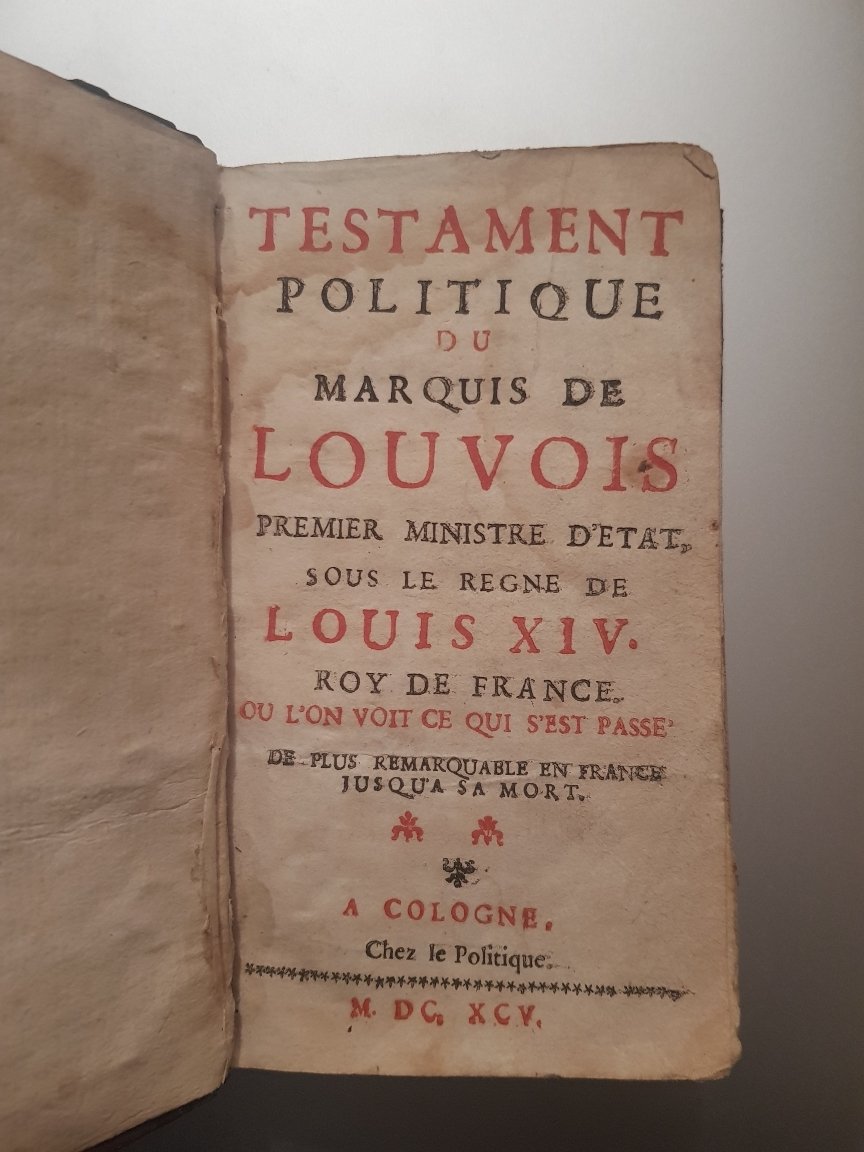 TESTAMENT
POLITIQUE
DU
MARQUIS DE
LOUVOIS
PREMIER MINISTRE D'ETAT,
SOUS LE REGNE DE
LOUIS XIV.
ROY DE FRANCE.
OU L'ON VOIT CE QUI S'EST PASSE'
DE PLUS REMARQUABLE EN FRANCE
JUSQU'A SA MORT.
A COLOGNE.
Chez le Politique.
M. DC. XCV.